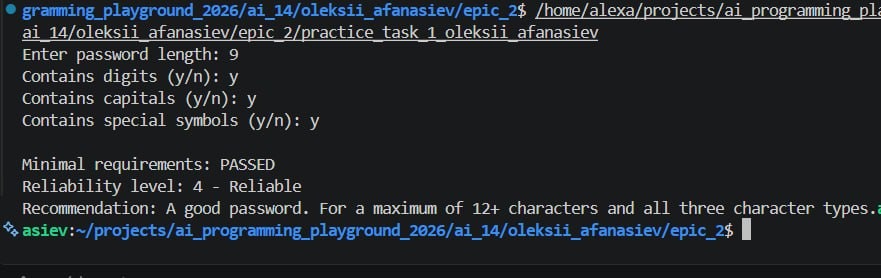 gramming_playground_2026/ai_14/oleksii_afanasiev/epic_2$ /home/alexa/projects/ai_programming_pla
ai_14/oleksii_afanasiev/epic_2/practice_task_1_oleksii_afanasiev
Enter password length: 9
Contains digits (y/n): y
Contains capitals (y/n): y
Contains special symbols (y/n): y
Minimal requirements: PASSED
Reliability level: 4 - Reliable
Recommendation: A good password. For a maximum of 12+ characters and all three character types.a
asiev:~/projects/ai_programming_playground_2026/ai_14/oleksii_afanasiev/epic_2$